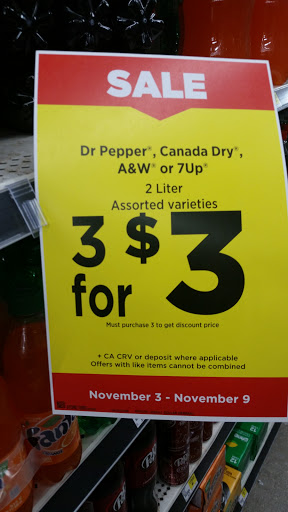 SALE
Dr Pepper®, Canada Dry®,
A&W® or 7Up®
2 Liter
Assorted varieties
3 for $3
Must purchase 3 to get discount price
+ CA CRV or deposit where applicable
Offers with like items cannot be combined
November 3 - November 9